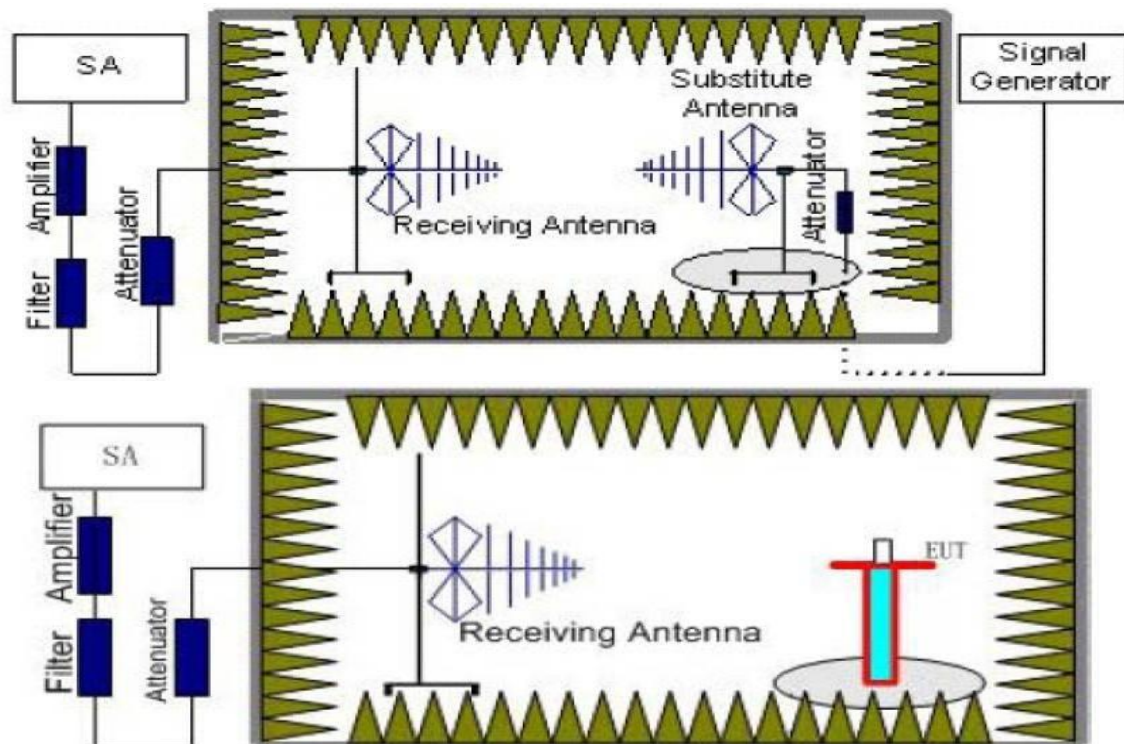 SA
Signal
Generator
Substitute
Antenna
Amplifier
Attenuator
Attenuator
Filter
Receiving Antenna
SA
Amplifier
EUT
Filter
Attenuator
Receiving Antenna